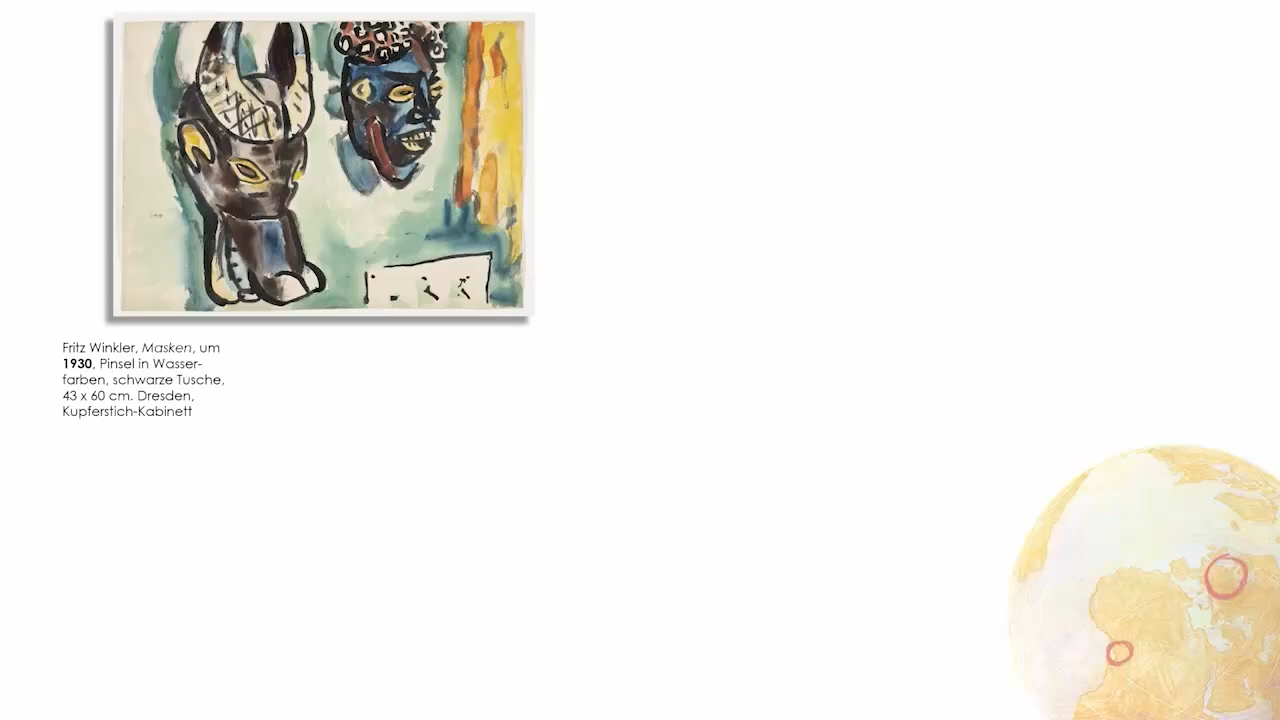 Fritz Winkler, Masken, um
1930, Pinsel in Wasser-
farben, schwarze Tusche,
43 x 60 cm. Dresden,
Kupferstich-Kabinett